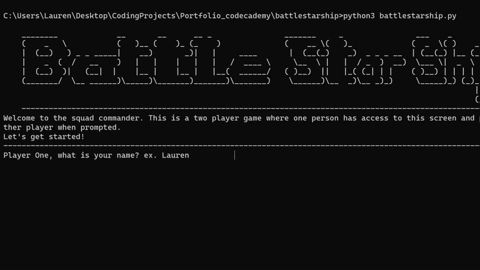 C:\Users\Lauren\Desktop\CodingProjects\Portfolio_codecademy\battlestarship>python3 battlestarship.py
Battle StarSh
Welcome to the squad commander. This is a two player game where one person has access to this screen and
ther player when prompted.
Let's get started!
Player One, what is your name? ex. Lauren